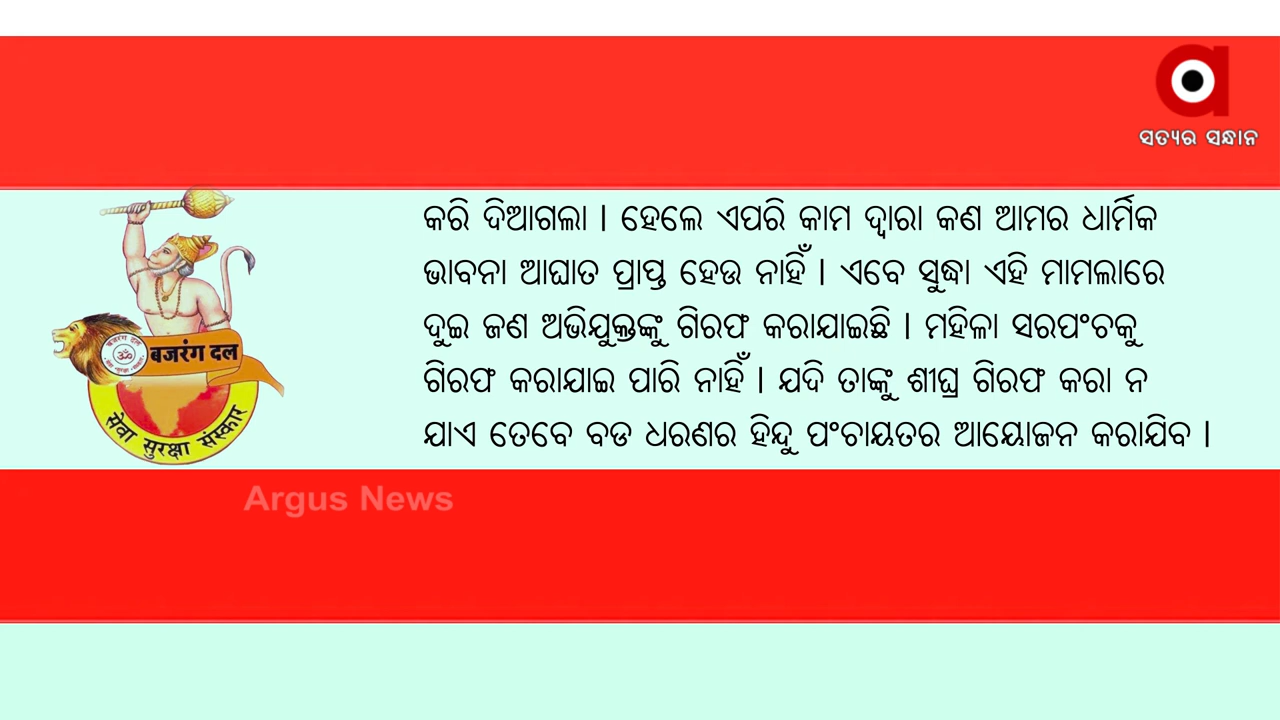 ସତ୍ୟର ସନ୍ଧାନ
କରି ଦିଆଗଲା । ହେଲେ ଏପରି କାମ ଦ୍ୱାରା କଣ ଆମର ଧାର୍ମିକ
ଭାବନା ଆଘାତ ପ୍ରାପ୍ତ ହେଉ ନାହିଁ । ଏବେ ସୁଦ୍ଧା ଏହି ମାମଲାରେ
ଦୁଇ ଜଣ ଅଭିଯୁକ୍ତଙ୍କୁ ଗିରଫ କରାଯାଇଛି । ମହିଳା ସରପଂଚକୁ
ଗିରଫ କରାଯାଇ ପାରି ନାହିଁ । ଯଦି ତାଙ୍କୁ ଶୀଘ୍ର ଗିରଫ କରା ନ
ଯାଏ ତେବେ ବଡ ଧରଣର ହିନ୍ଦୁ ପଂଚାୟତର ଆୟୋଜନ କରାଯିବ ।
बजरंग दल
सेवा सुरक्षा संस्कार
Argus News